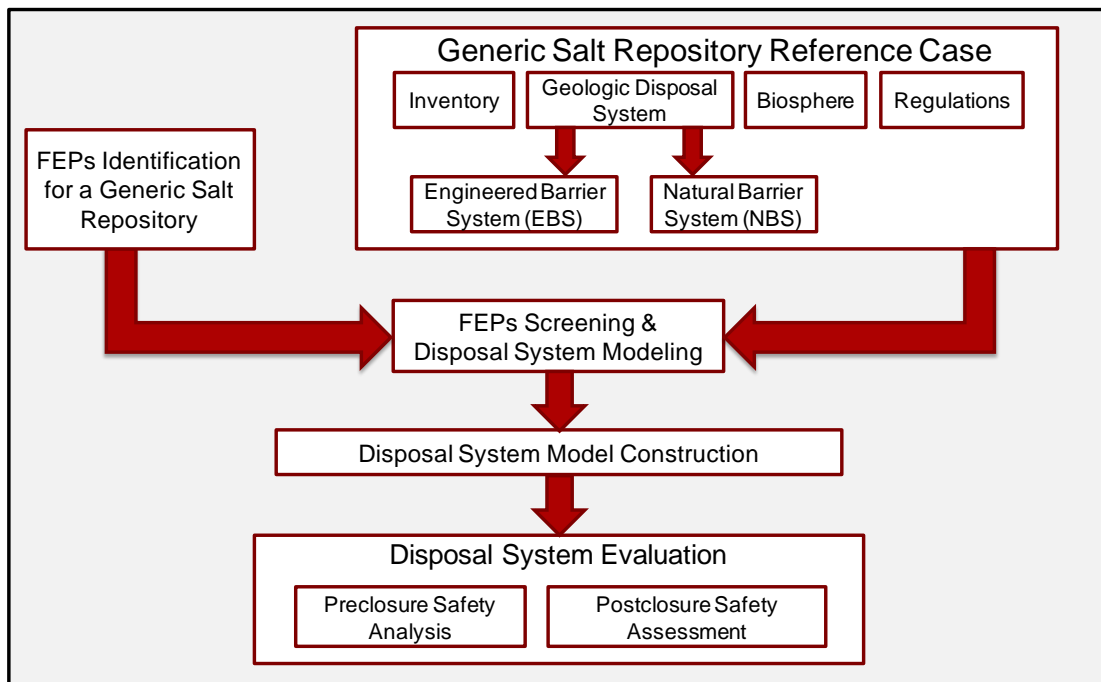 Generic Salt Repository Reference Case
Inventory
Geologic Disposal
System
Biosphere
Regulations
Engineered Barrier
System (EBS)
Natural Barrier
System (NBS)
FEPs Identification
for a Generic Salt
Repository
FEPs Screening &
Disposal System Modeling
Disposal System Model Construction
Disposal System Evaluation
Preclosure Safety
Analysis
Postclosure Safety
Assessment